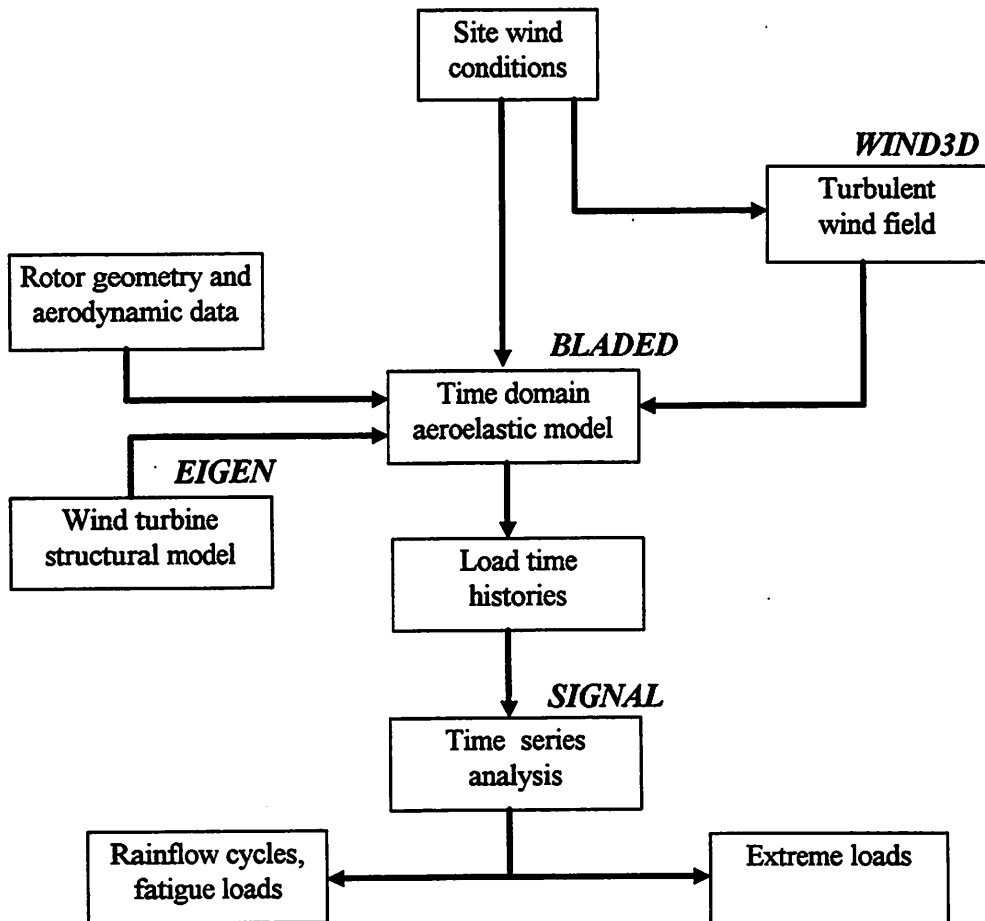 Site wind
conditions
WIND3D
Turbulent
wind field
Rotor geometry and
aerodynamic data
BLADED
Time domain
aeroelastic model
EIGEN
Wind turbine
structural model
Load time
histories
SIGNAL
Time series
analysis
Rainflow cycles,
fatigue loads
Extreme loads